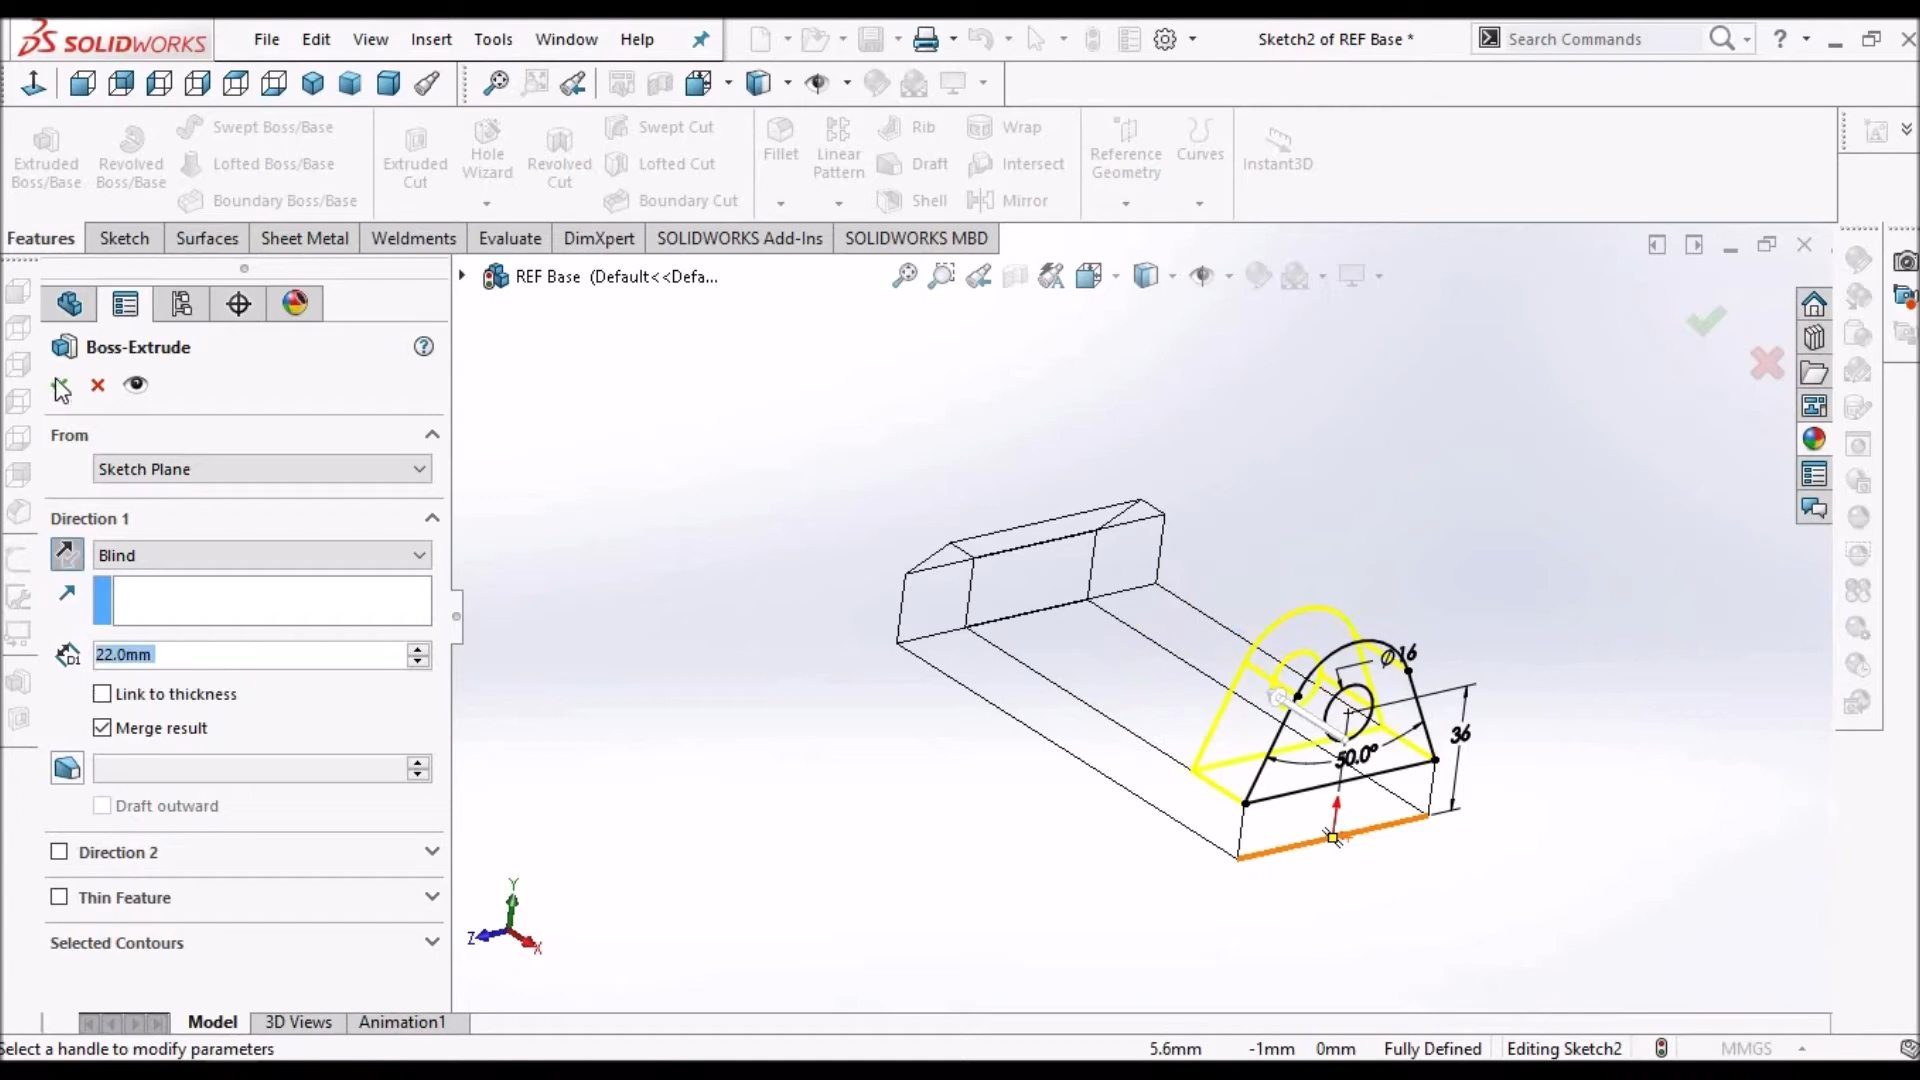 SOLIDWORKS File Edit View Insert Tools Window Help Sketch2 of REF Base * Search Commands ?
Extruded Boss/Base
Revolved Boss/Base
Swept Boss/Base
Lofted Boss/Base
Boundary Boss/Base
Extruded Cut
Hole Wizard
Revolved Cut
Swept Cut
Lofted Cut
Boundary Cut
Fillet
Linear Pattern
Rib
Draft
Shell
Wrap
Intersect
Mirror
Reference Geometry
Curves
Instant3D
Features Sketch Surfaces Sheet Metal Weldments Evaluate DimXpert SOLIDWORKS Add-Ins SOLIDWORKS MBD
REF Base (Default<<Defa...
Boss-Extrude
From
Sketch Plane
Direction 1
Blind
D1 22.0mm
Link to thickness
Merge result
Draft outward
Direction 2
Thin Feature
Selected Contours
Ø16
36
50.0°
Y
Z
X
Model 3D Views Animation1
Select a handle to modify parameters 5.6mm -1mm 0mm Fully Defined Editing Sketch2 MMGS